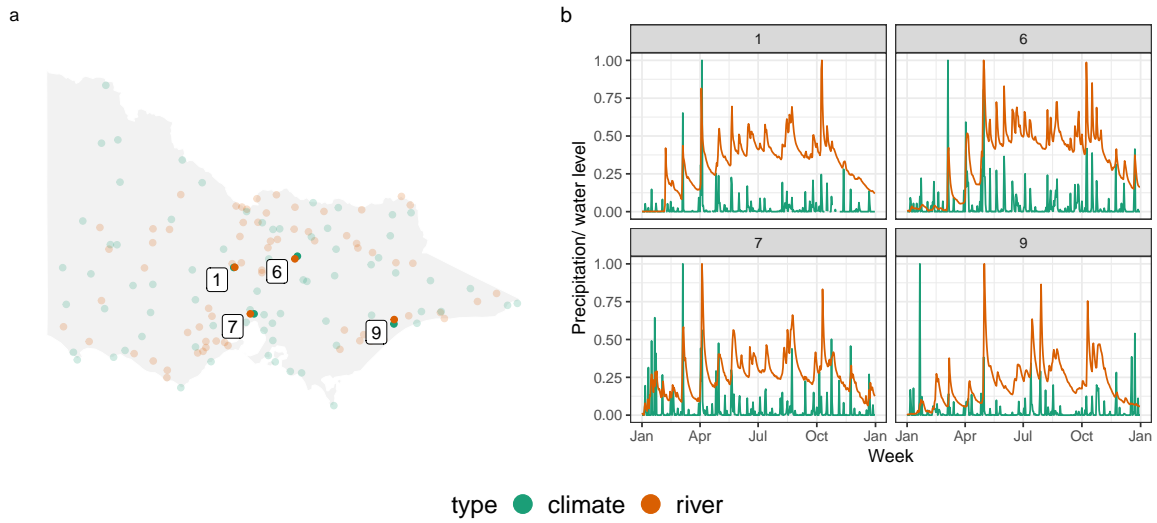 a
1
6
7
9
b
Precipitation/ water level
1
6
1.00
0.75
0.50
0.25
0.00
7
9
1.00
0.75
0.50
0.25
0.00
Jan Apr Jul Oct Jan
Jan Apr Jul Oct Jan
Week
type climate river